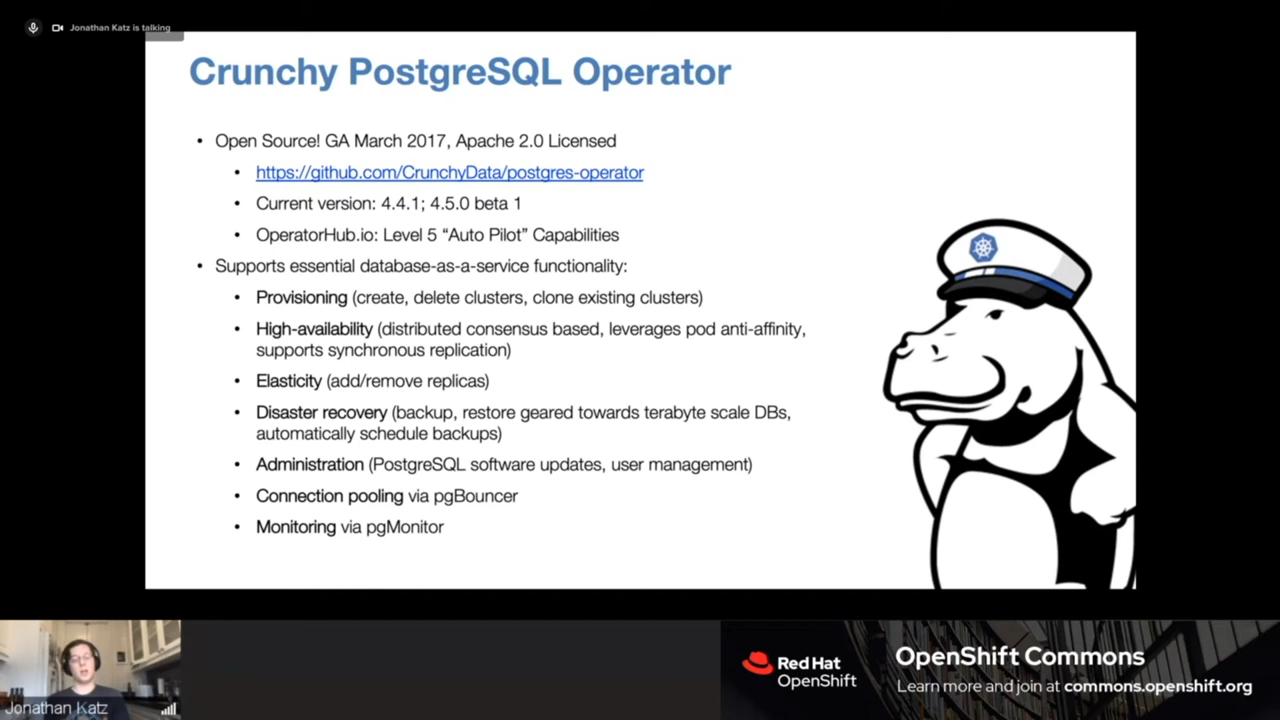 Jonathan Katz is talking
Crunchy PostgreSQL Operator
• Open Source! GA March 2017, Apache 2.0 Licensed
• https://github.com/CrunchyData/postgres-operator
• Current version: 4.4.1; 4.5.0 beta 1
• OperatorHub.io: Level 5 “Auto Pilot” Capabilities
• Supports essential database-as-a-service functionality:
• Provisioning (create, delete clusters, clone existing clusters)
• High-availability (distributed consensus based, leverages pod anti-affinity,
supports synchronous replication)
• Elasticity (add/remove replicas)
• Disaster recovery (backup, restore geared towards terabyte scale DBs,
automatically schedule backups)
• Administration (PostgreSQL software updates, user management)
• Connection pooling via pgBouncer
• Monitoring via pgMonitor
Jonathan Katz
Red Hat
OpenShift
OpenShift Commons
Learn more and join at commons.openshift.org